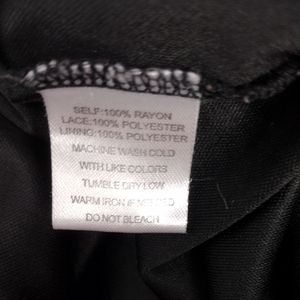 SELF:100% RAYON
LACE:100% POLYESTER
LINING:100% POLYESTER
MACHINE WASH COLD
WITH LIKE COLORS
TUMBLE DRY LOW
WARM IRON IF NEEDED
DO NOT BLEACH